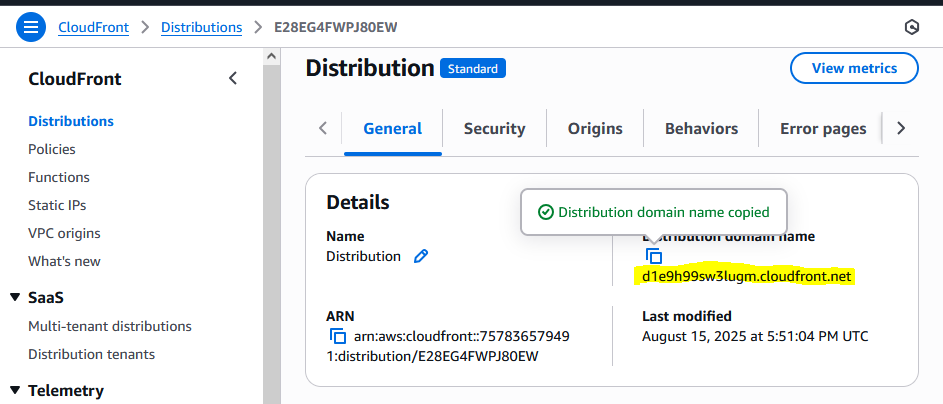 CloudFront > Distributions > E28EG4FWPJ80EW
CloudFront
Distributions
Policies
Functions
Static IPs
VPC origins
What's new
SaaS
Multi-tenant distributions
Distribution tenants
Telemetry
Distribution Standard
View metrics
General Security Origins Behaviors Error pages
Details
Distribution domain name copied
Name
Distribution
Distribution domain name
d1e9h99sw3lugm.cloudfront.net
ARN
arn:aws:cloudfront::75783657949
1:distribution/E28EG4FWPJ80EW
Last modified
August 15, 2025 at 5:51:04 PM UTC